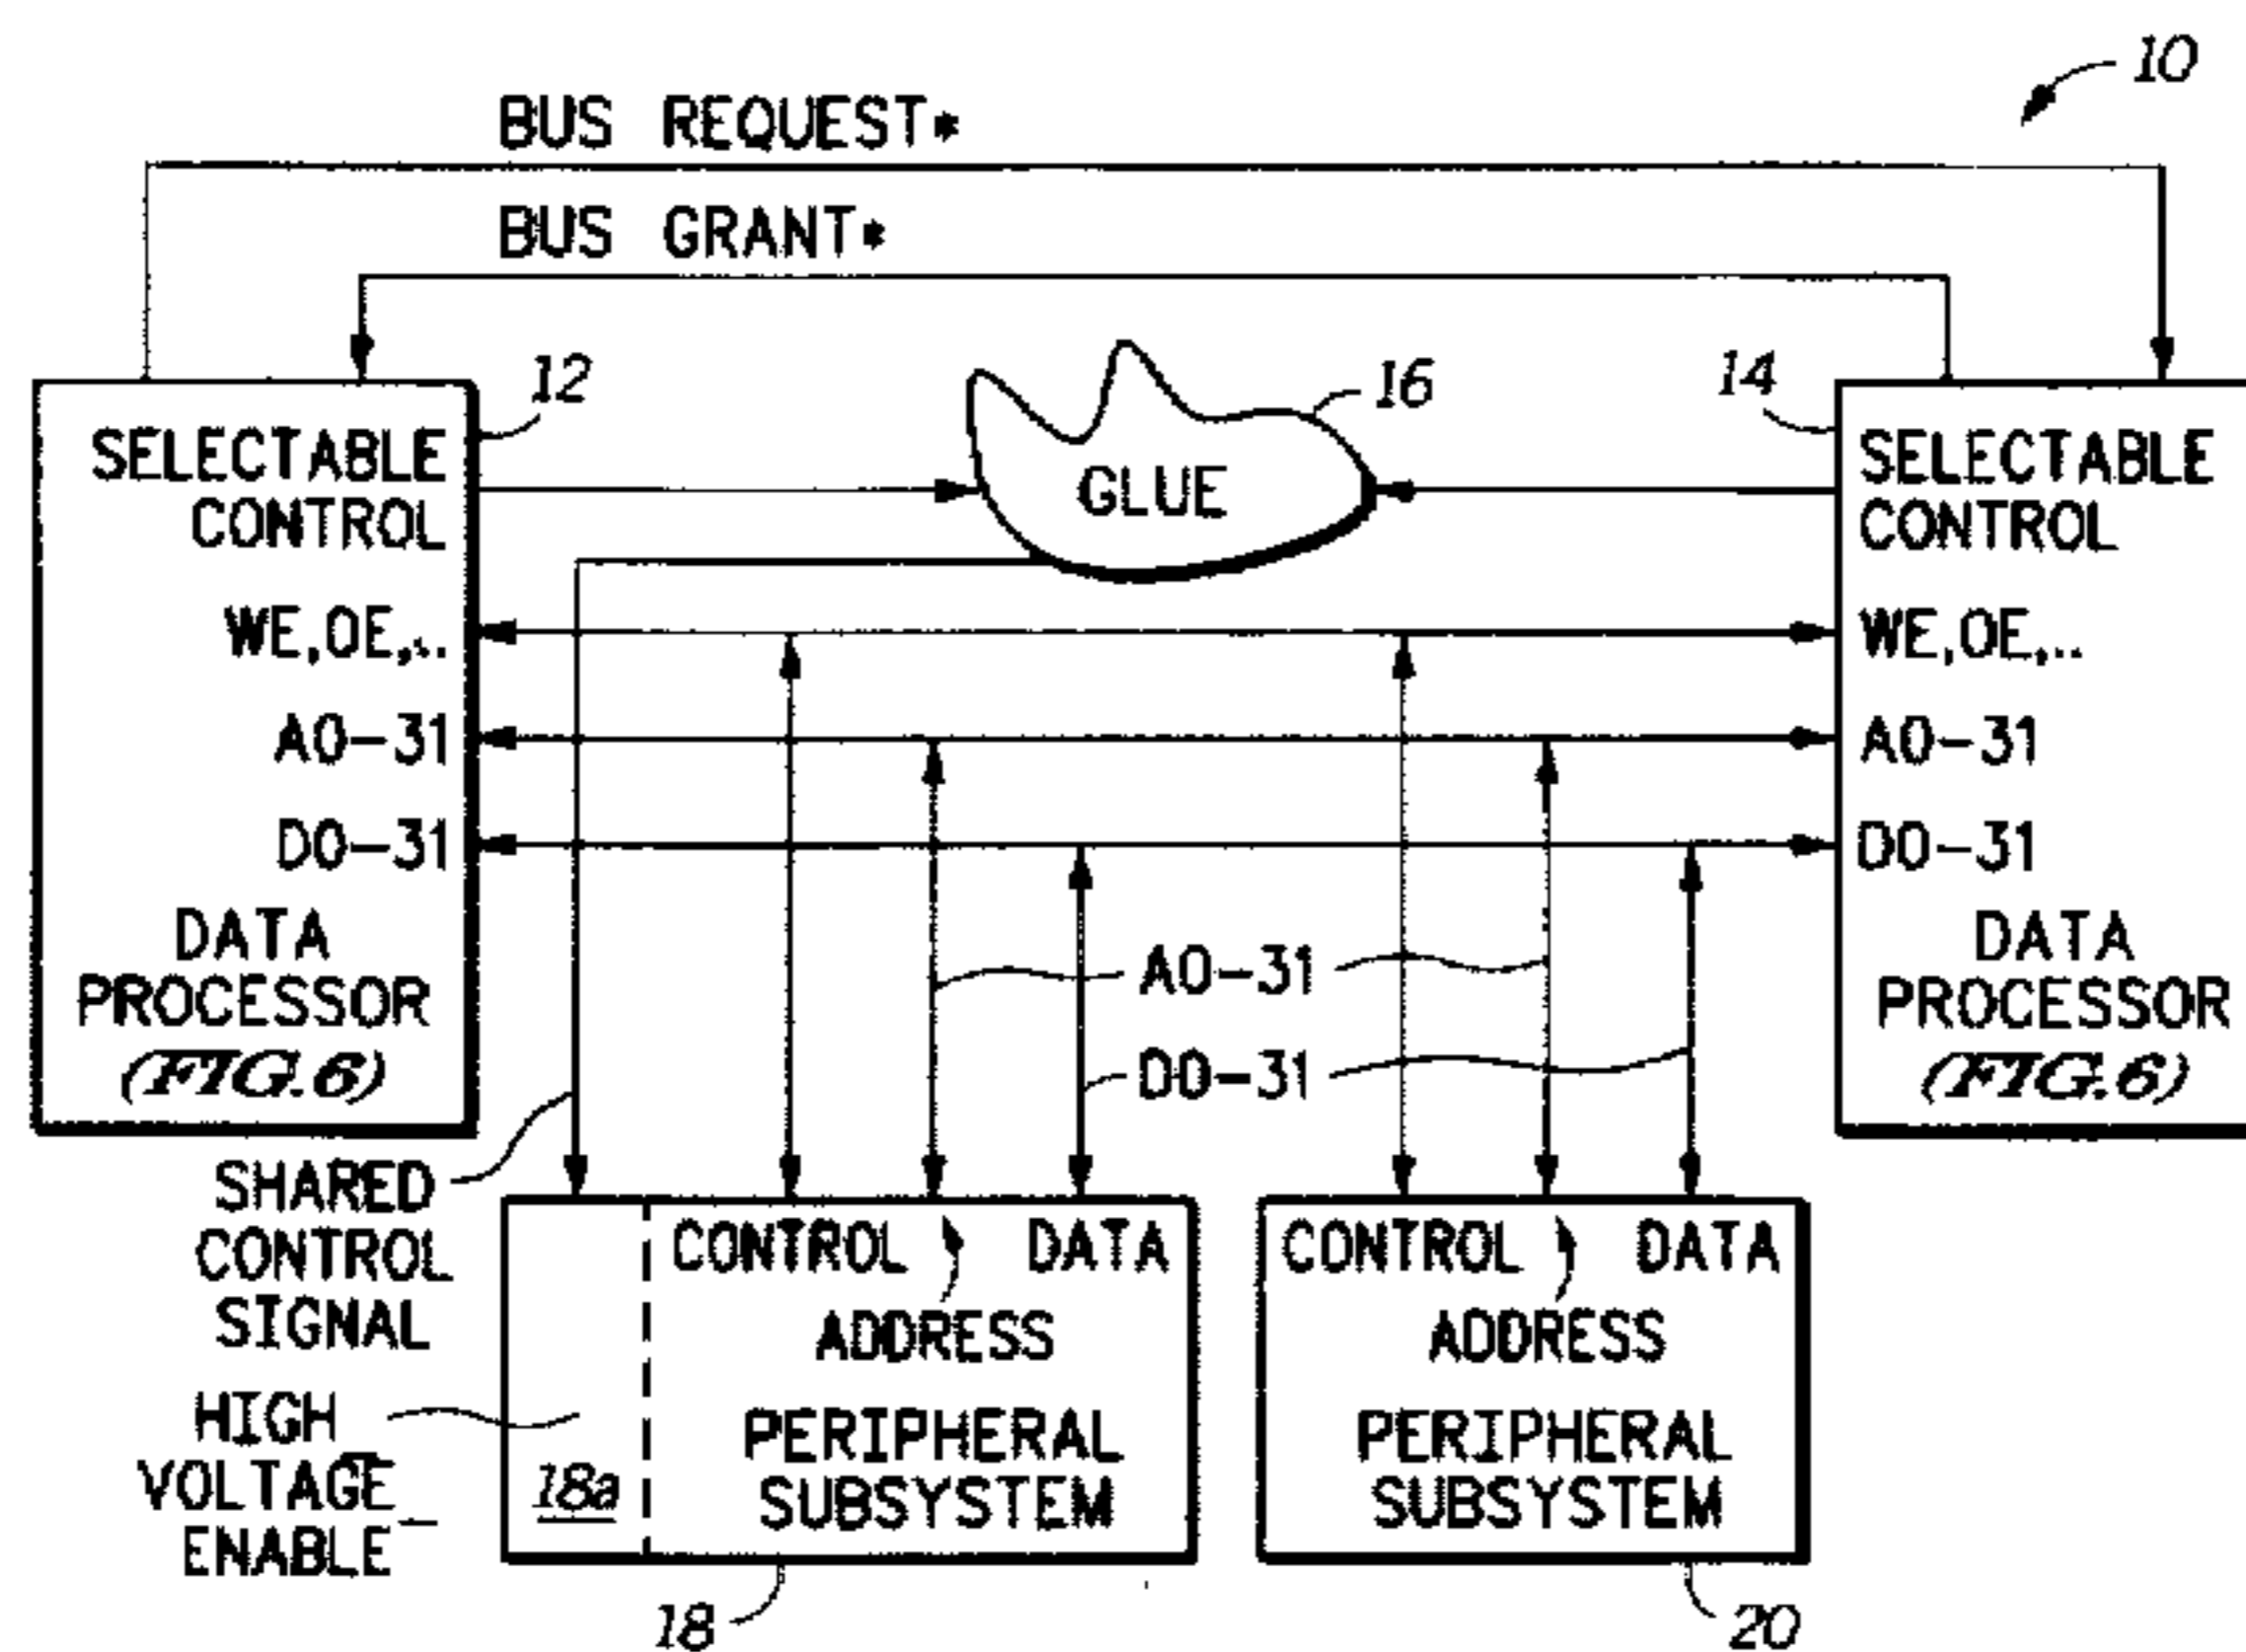 10
BUS REQUEST*
BUS GRANT*
12
16
14
SELECTABLE
CONTROL
GLUE
SELECTABLE
CONTROL
WE,OE,..
WE,OE,..
A0-31
A0-31
D0-31
D0-31
DATA
PROCESSOR
(FIG.6)
A0-31
D0-31
DATA
PROCESSOR
(FIG.6)
SHARED
CONTROL
SIGNAL
CONTROL
DATA
ADDRESS
PERIPHERAL
SUBSYSTEM
CONTROL
DATA
ADDRESS
PERIPHERAL
SUBSYSTEM
HIGH
VOLTAGE
ENABLE
18a
18
20